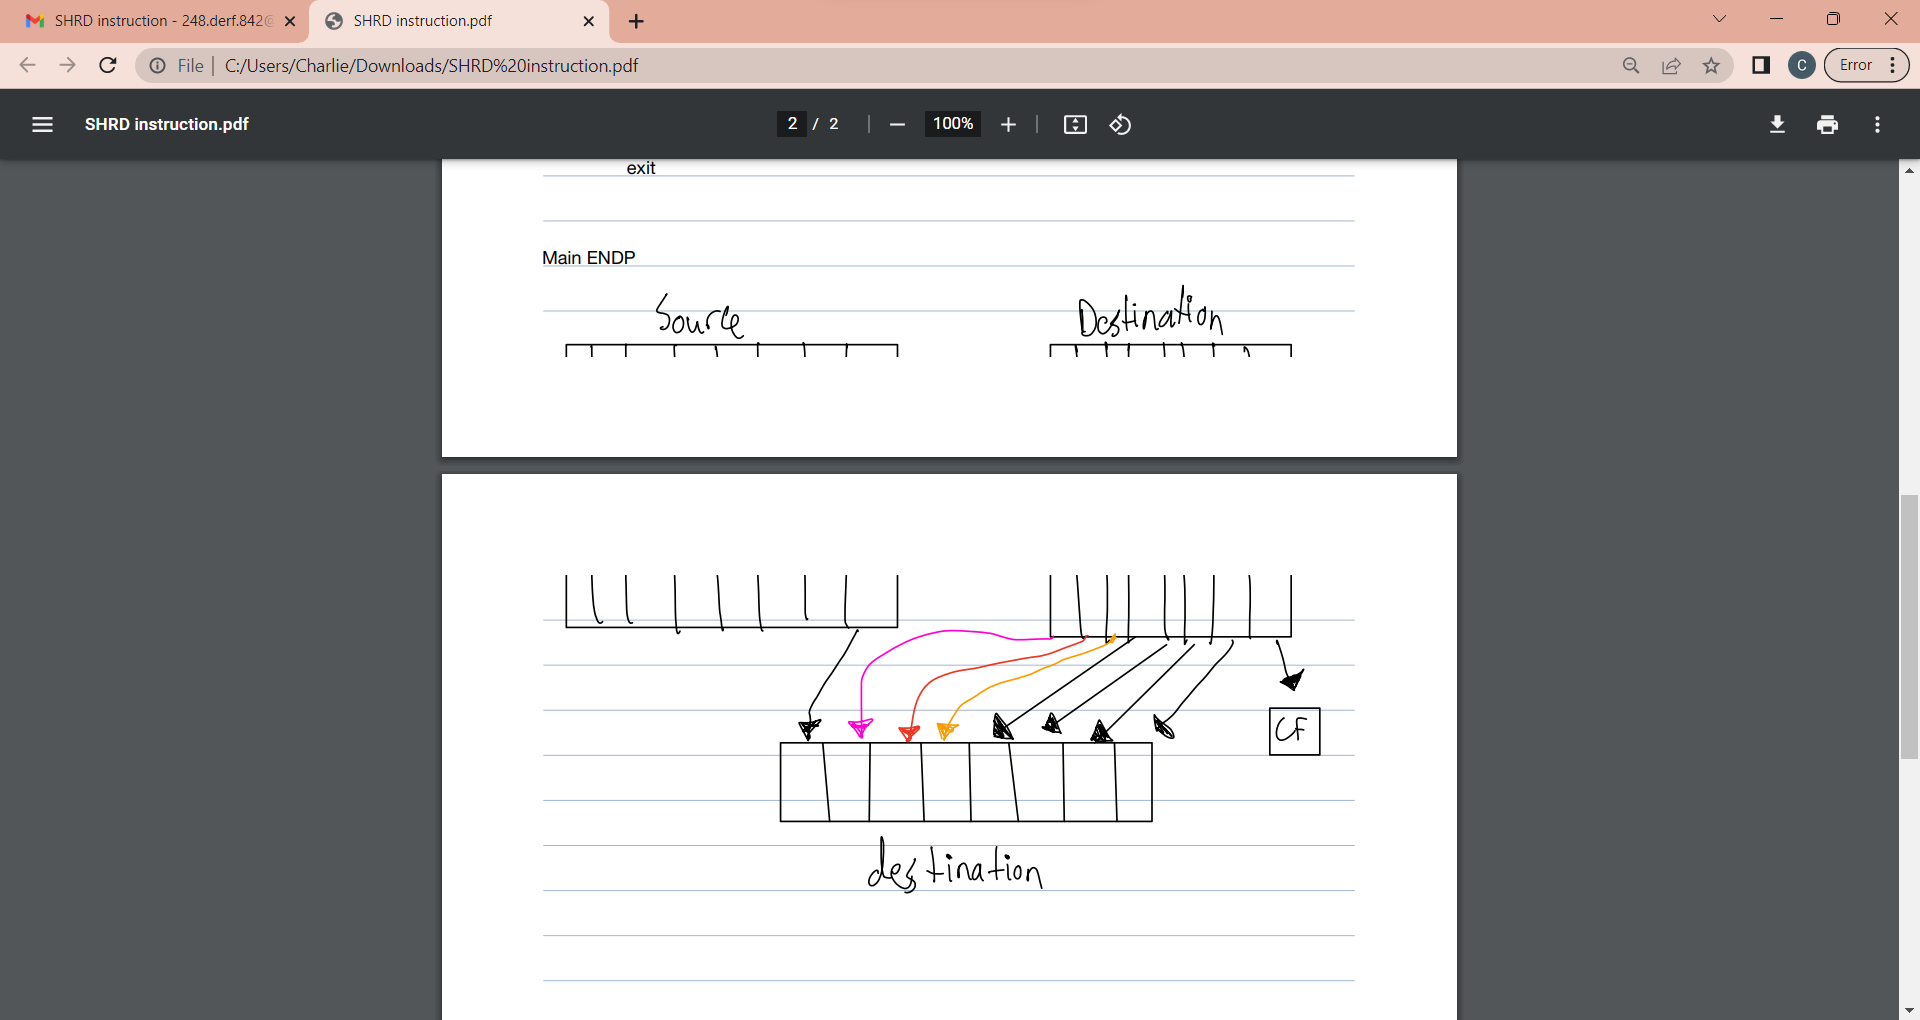 SHRD instruction - 248.derf.842@
SHRD instruction.pdf
File | C:/Users/Charlie/Downloads/SHRD%20instruction.pdf
C
Error
SHRD instruction.pdf
2 / 2
100%
exit
Main ENDP
Source
Destination
CF
destination